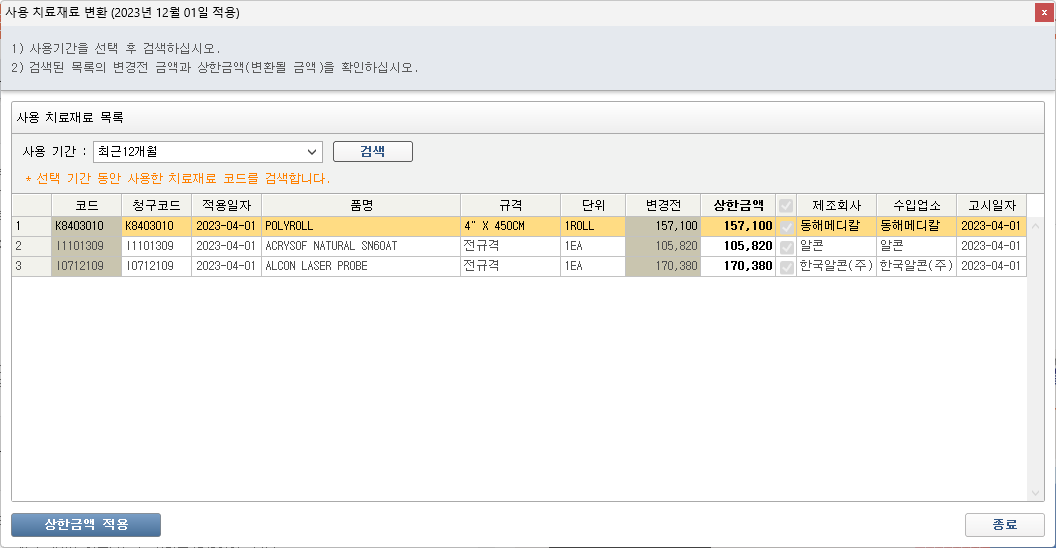 사용 치료재료 변환 (2023년 12월 01일 적용)
x
1) 사용기간을 선택 후 검색하십시오.
2) 검색된 목록의 변경전 금액과 상한금액(변환될 금액)을 확인하십시오.
사용 치료재료 목록
사용 기간 : 최근12개월 검색
* 선택 기간 동안 사용한 치료재료 코드를 검색합니다.
코드 청구코드 적용일자 품명 규격 단위 변경전 상한금액 제조회사 수입업소 고시일자
1 K8403010 K8403010 2023-04-01 POLYROLL 4" X 450CM 1ROLL 157,100 157,100 동해메디칼 동해메디칼 2023-04-01
2 I1101309 I1101309 2023-04-01 ACRYSOF NATURAL SN60AT 전규격 1EA 105,820 105,820 알콘 알콘 2023-04-01
3 I0712109 I0712109 2023-04-01 ALCON LASER PROBE 전규격 1EA 170,380 170,380 한국알콘(주) 한국알콘(주) 2023-04-01
상한금액 적용 종료